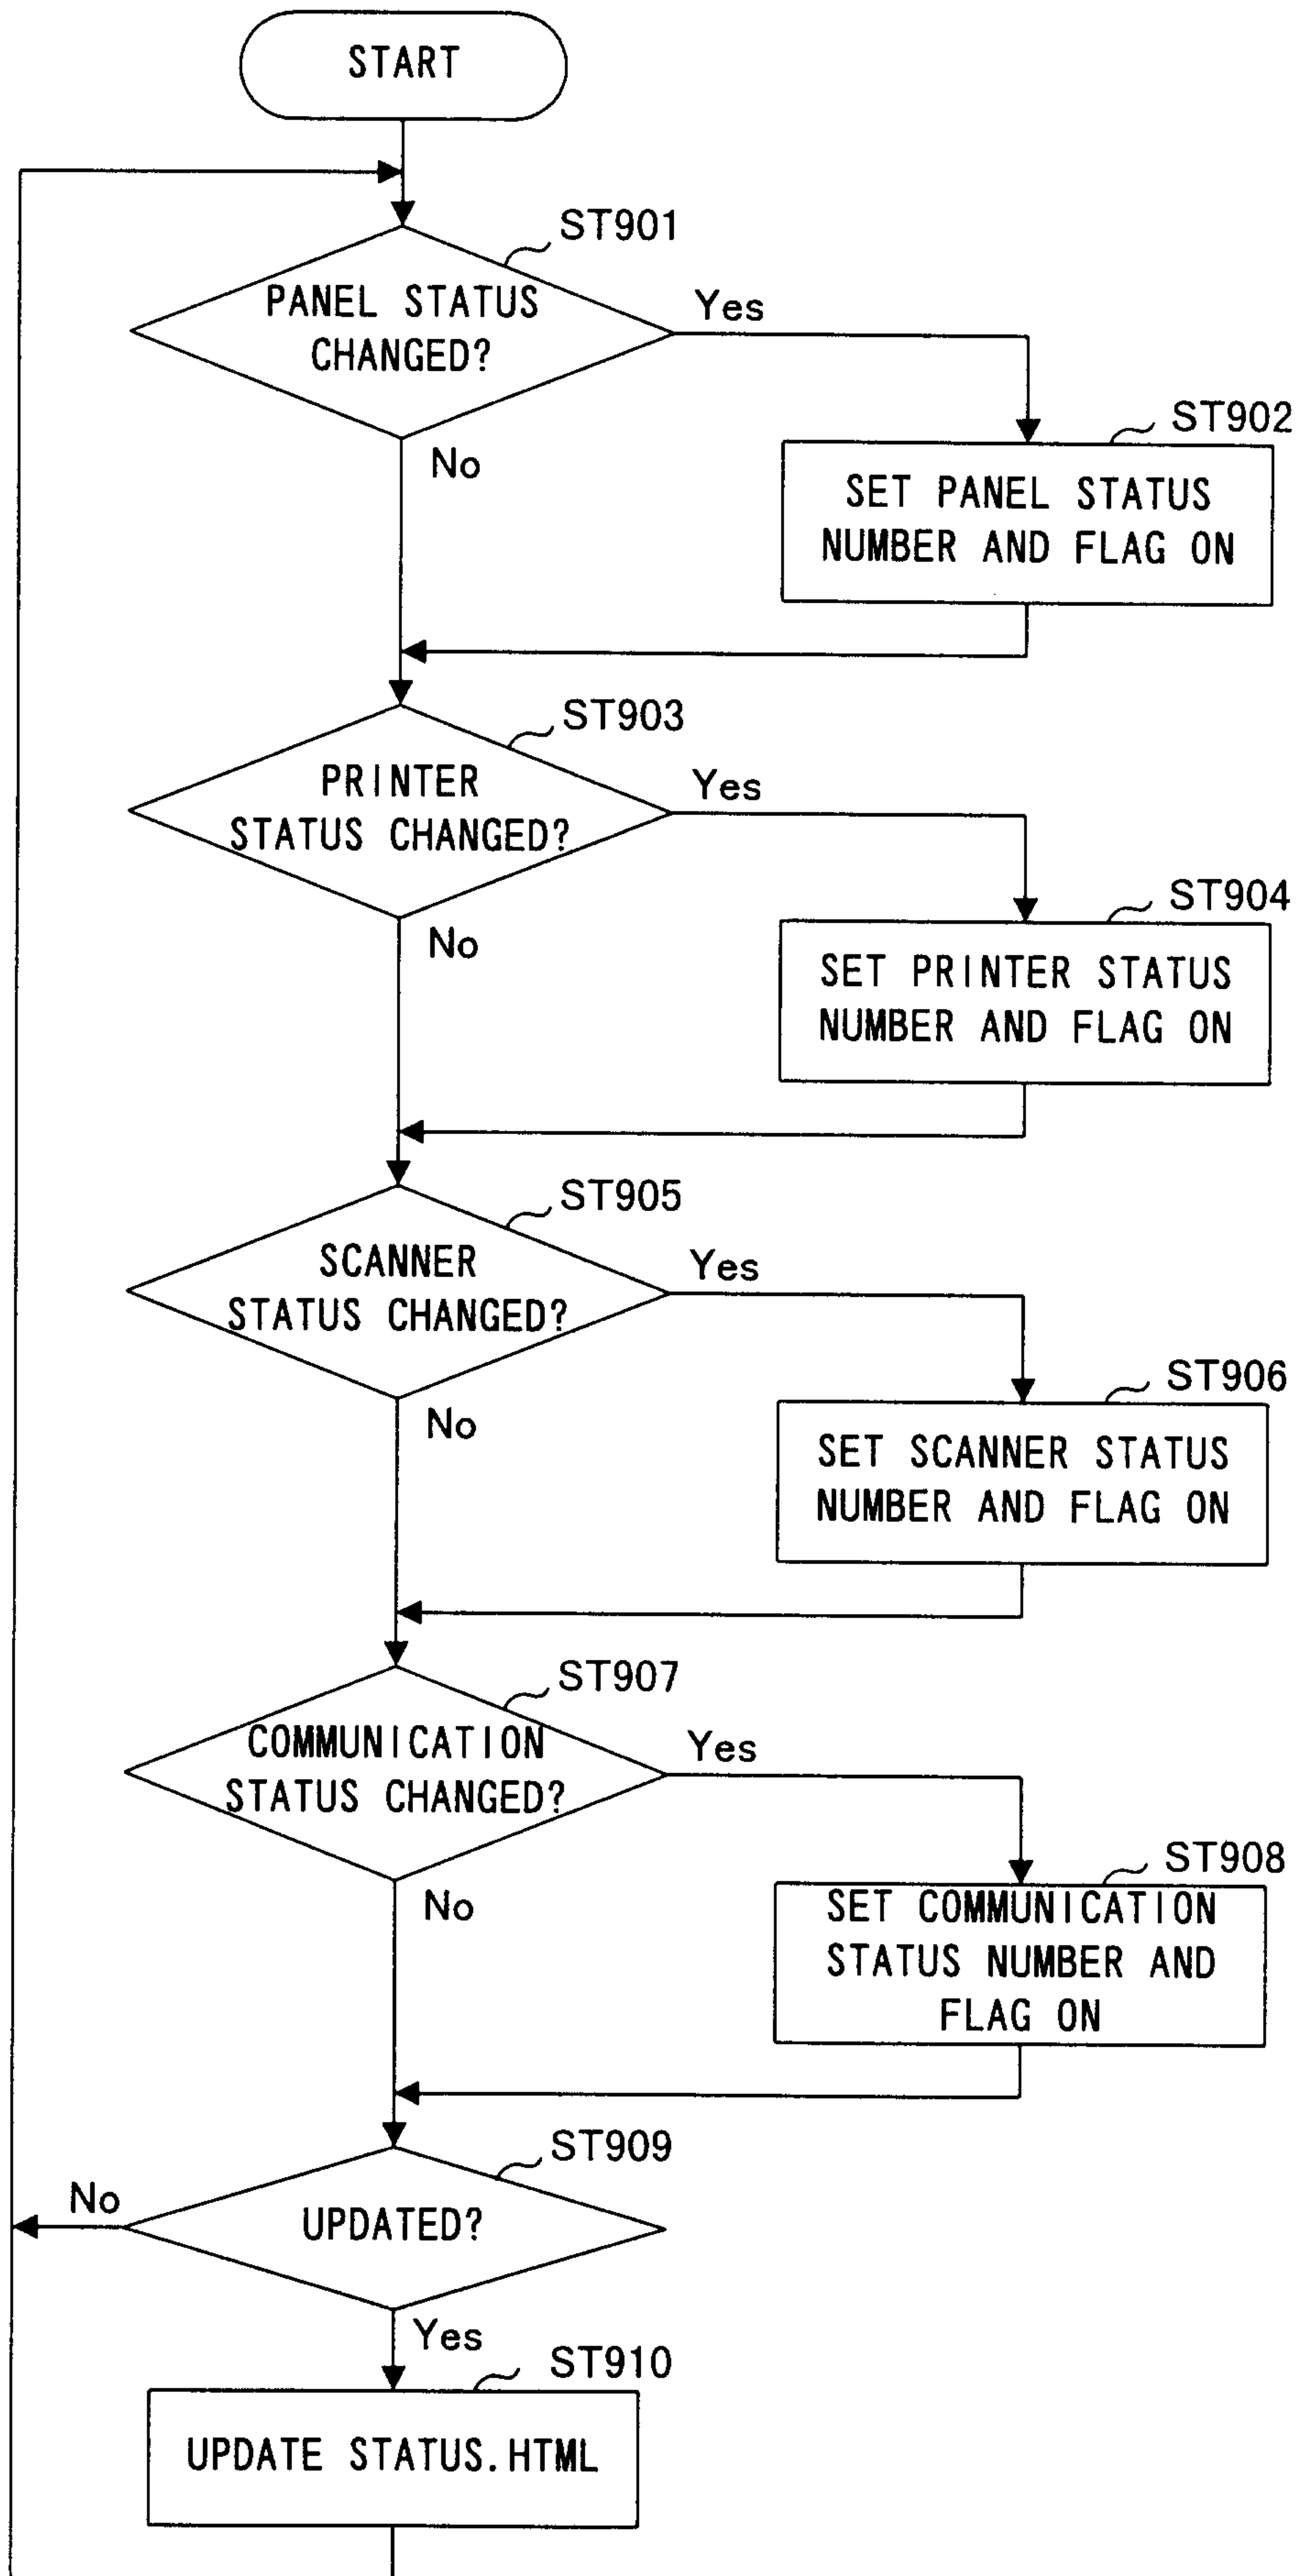 START
ST901
PANEL STATUS
CHANGED?
Yes
No
ST902
SET PANEL STATUS
NUMBER AND FLAG ON
ST903
PRINTER
STATUS CHANGED?
Yes
No
ST904
SET PRINTER STATUS
NUMBER AND FLAG ON
ST905
SCANNER
STATUS CHANGED?
Yes
No
ST906
SET SCANNER STATUS
NUMBER AND FLAG ON
ST907
COMMUNICATION
STATUS CHANGED?
Yes
No
ST908
SET COMMUNICATION
STATUS NUMBER AND
FLAG ON
ST909
UPDATED?
No
Yes
ST910
UPDATE STATUS.HTML